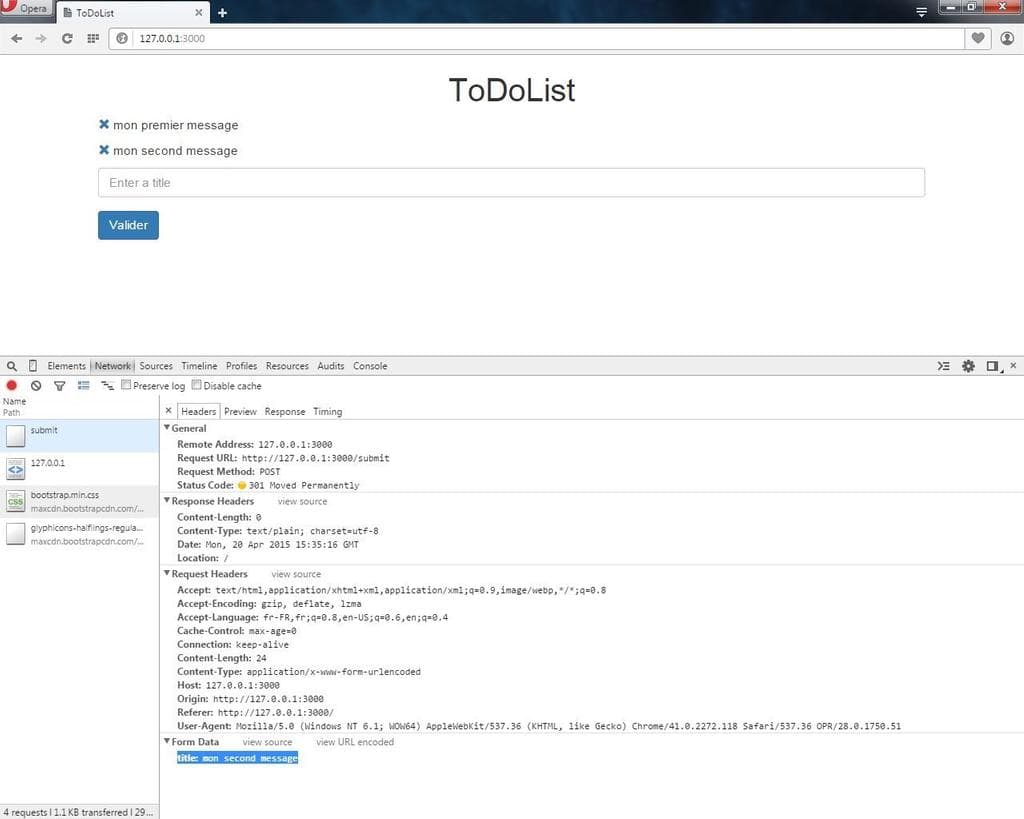 Opera
ToDoList
127.0.0.1:3000
ToDoList
mon premier message
mon second message
Enter a title
Valider
Elements Network Sources Timeline Profiles Resources Audits Console
Preserve log Disable cache
Name
Path
submit
127.0.0.1
bootstrap.min.css
maxcdn.bootstrapcdn.com/...
glyphicons-halflings-regula...
maxcdn.bootstrapcdn.com/...
4 requests | 1.1 KB transferred | 29...
Headers Preview Response Timing
General
Remote Address: 127.0.0.1:3000
Request URL: http://127.0.0.1:3000/submit
Request Method: POST
Status Code: 301 Moved Permanently
Response Headers view source
Content-Length: 0
Content-Type: text/plain; charset=utf-8
Date: Mon, 20 Apr 2015 15:35:16 GMT
Location: /
Request Headers view source
Accept: text/html,application/xhtml+xml,application/xml;q=0.9,image/webp,*/*;q=0.8
Accept-Encoding: gzip, deflate, lzma
Accept-Language: fr-FR,fr;q=0.8,en-US;q=0.6,en;q=0.4
Cache-Control: max-age=0
Connection: keep-alive
Content-Length: 24
Content-Type: application/x-www-form-urlencoded
Host: 127.0.0.1:3000
Origin: http://127.0.0.1:3000
Referer: http://127.0.0.1:3000/
User-Agent: Mozilla/5.0 (Windows NT 6.1; WOW64) AppleWebKit/537.36 (KHTML, like Gecko) Chrome/41.0.2272.118 Safari/537.36 OPR/28.0.1750.51
Form Data view source view URL encoded
title: mon second message